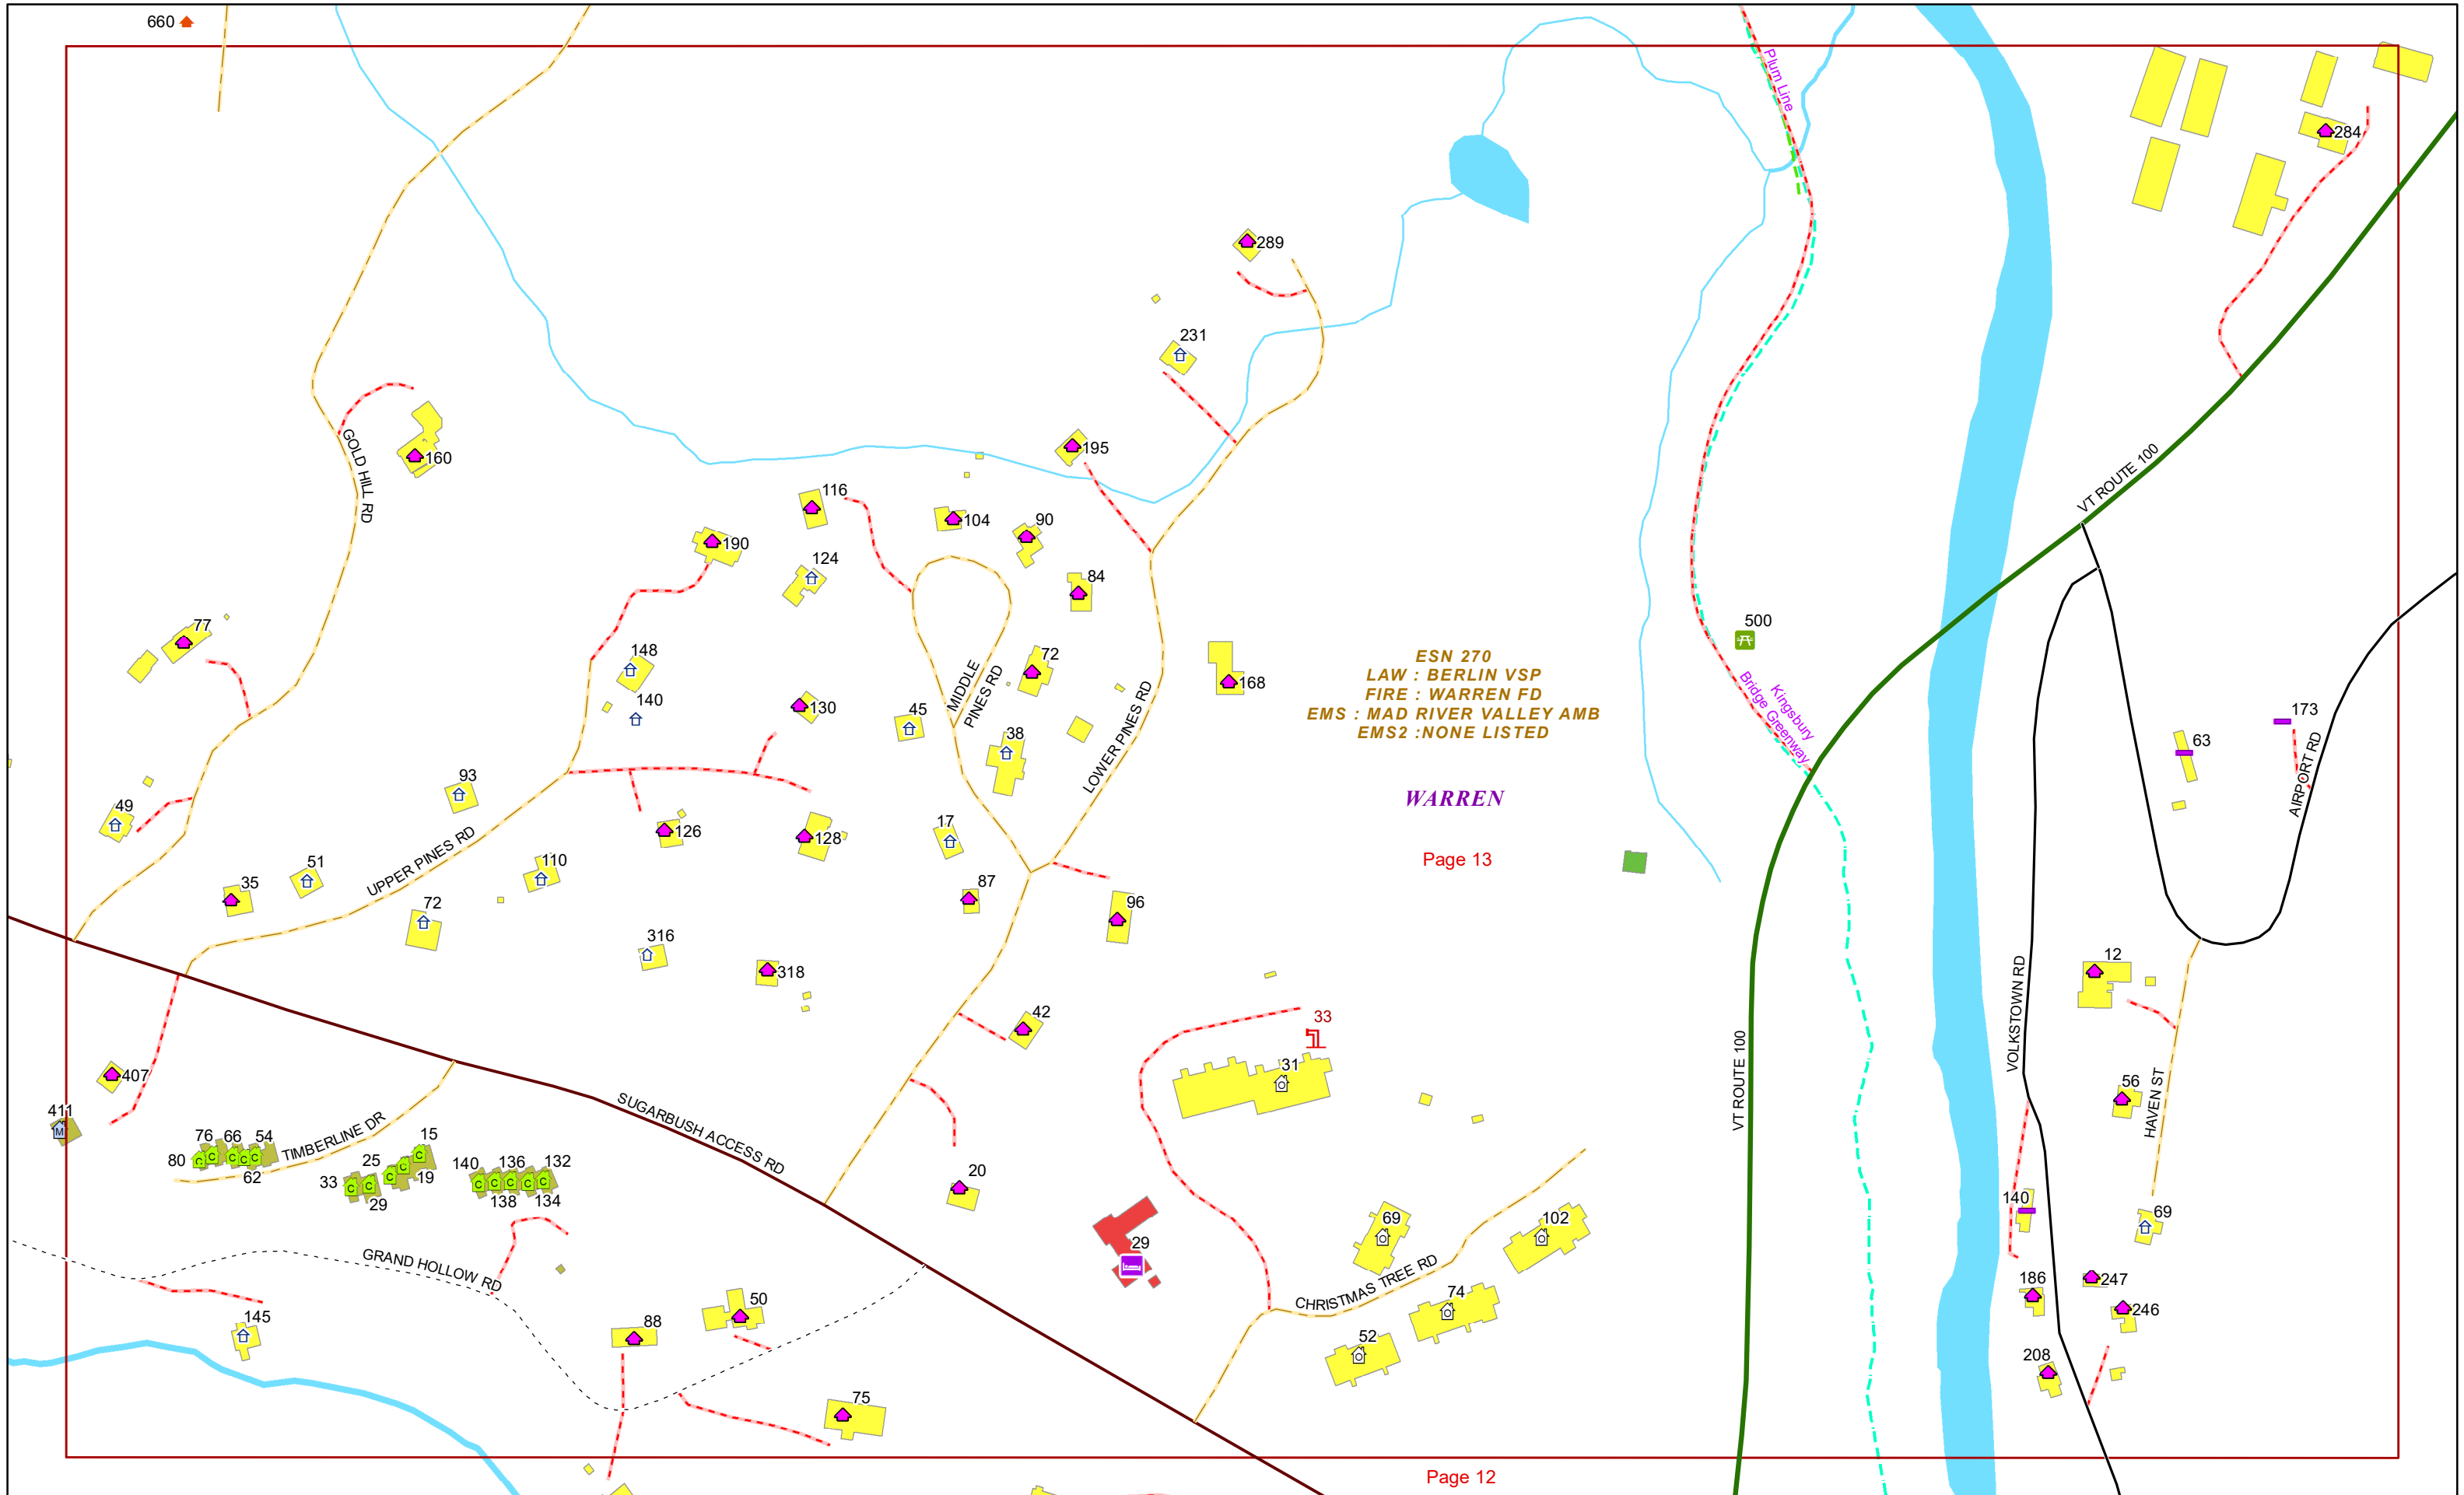 660
Plum Line
284
289
231
GOLD HILL RD
160
195
VT ROUTE 100
116
104
90
190
124
84
77
500
148
72
168
ESN 270
LAW : BERLIN VSP
FIRE : WARREN FD
EMS : MAD RIVER VALLEY AMB
EMS2 :NONE LISTED
140
130
45
MIDDLE
PINES RD
38
LOWER PINES RD
Kingsbury
Bridge Greenway
173
63
AIRPORT RD
93
49
WARREN
126
128
17
UPPER PINES RD
110
51
Page 13
35
72
87
96
316
318
12
42
33
VOLKSTOWN RD
VT ROUTE 100
31
407
411
M
56
HAVEN ST
SUGARBUSH ACCESS RD
TIMBERLINE DR
76
66
54
80
62
C
C
C
C
C
15
25
19
33
29
C
C
C
C
C
140
136
132
138
134
C
C
C
C
C
20
140
69
69
102
29
GRAND HOLLOW RD
CHRISTMAS TREE RD
186
247
74
50
246
145
88
52
208
75
Page 12